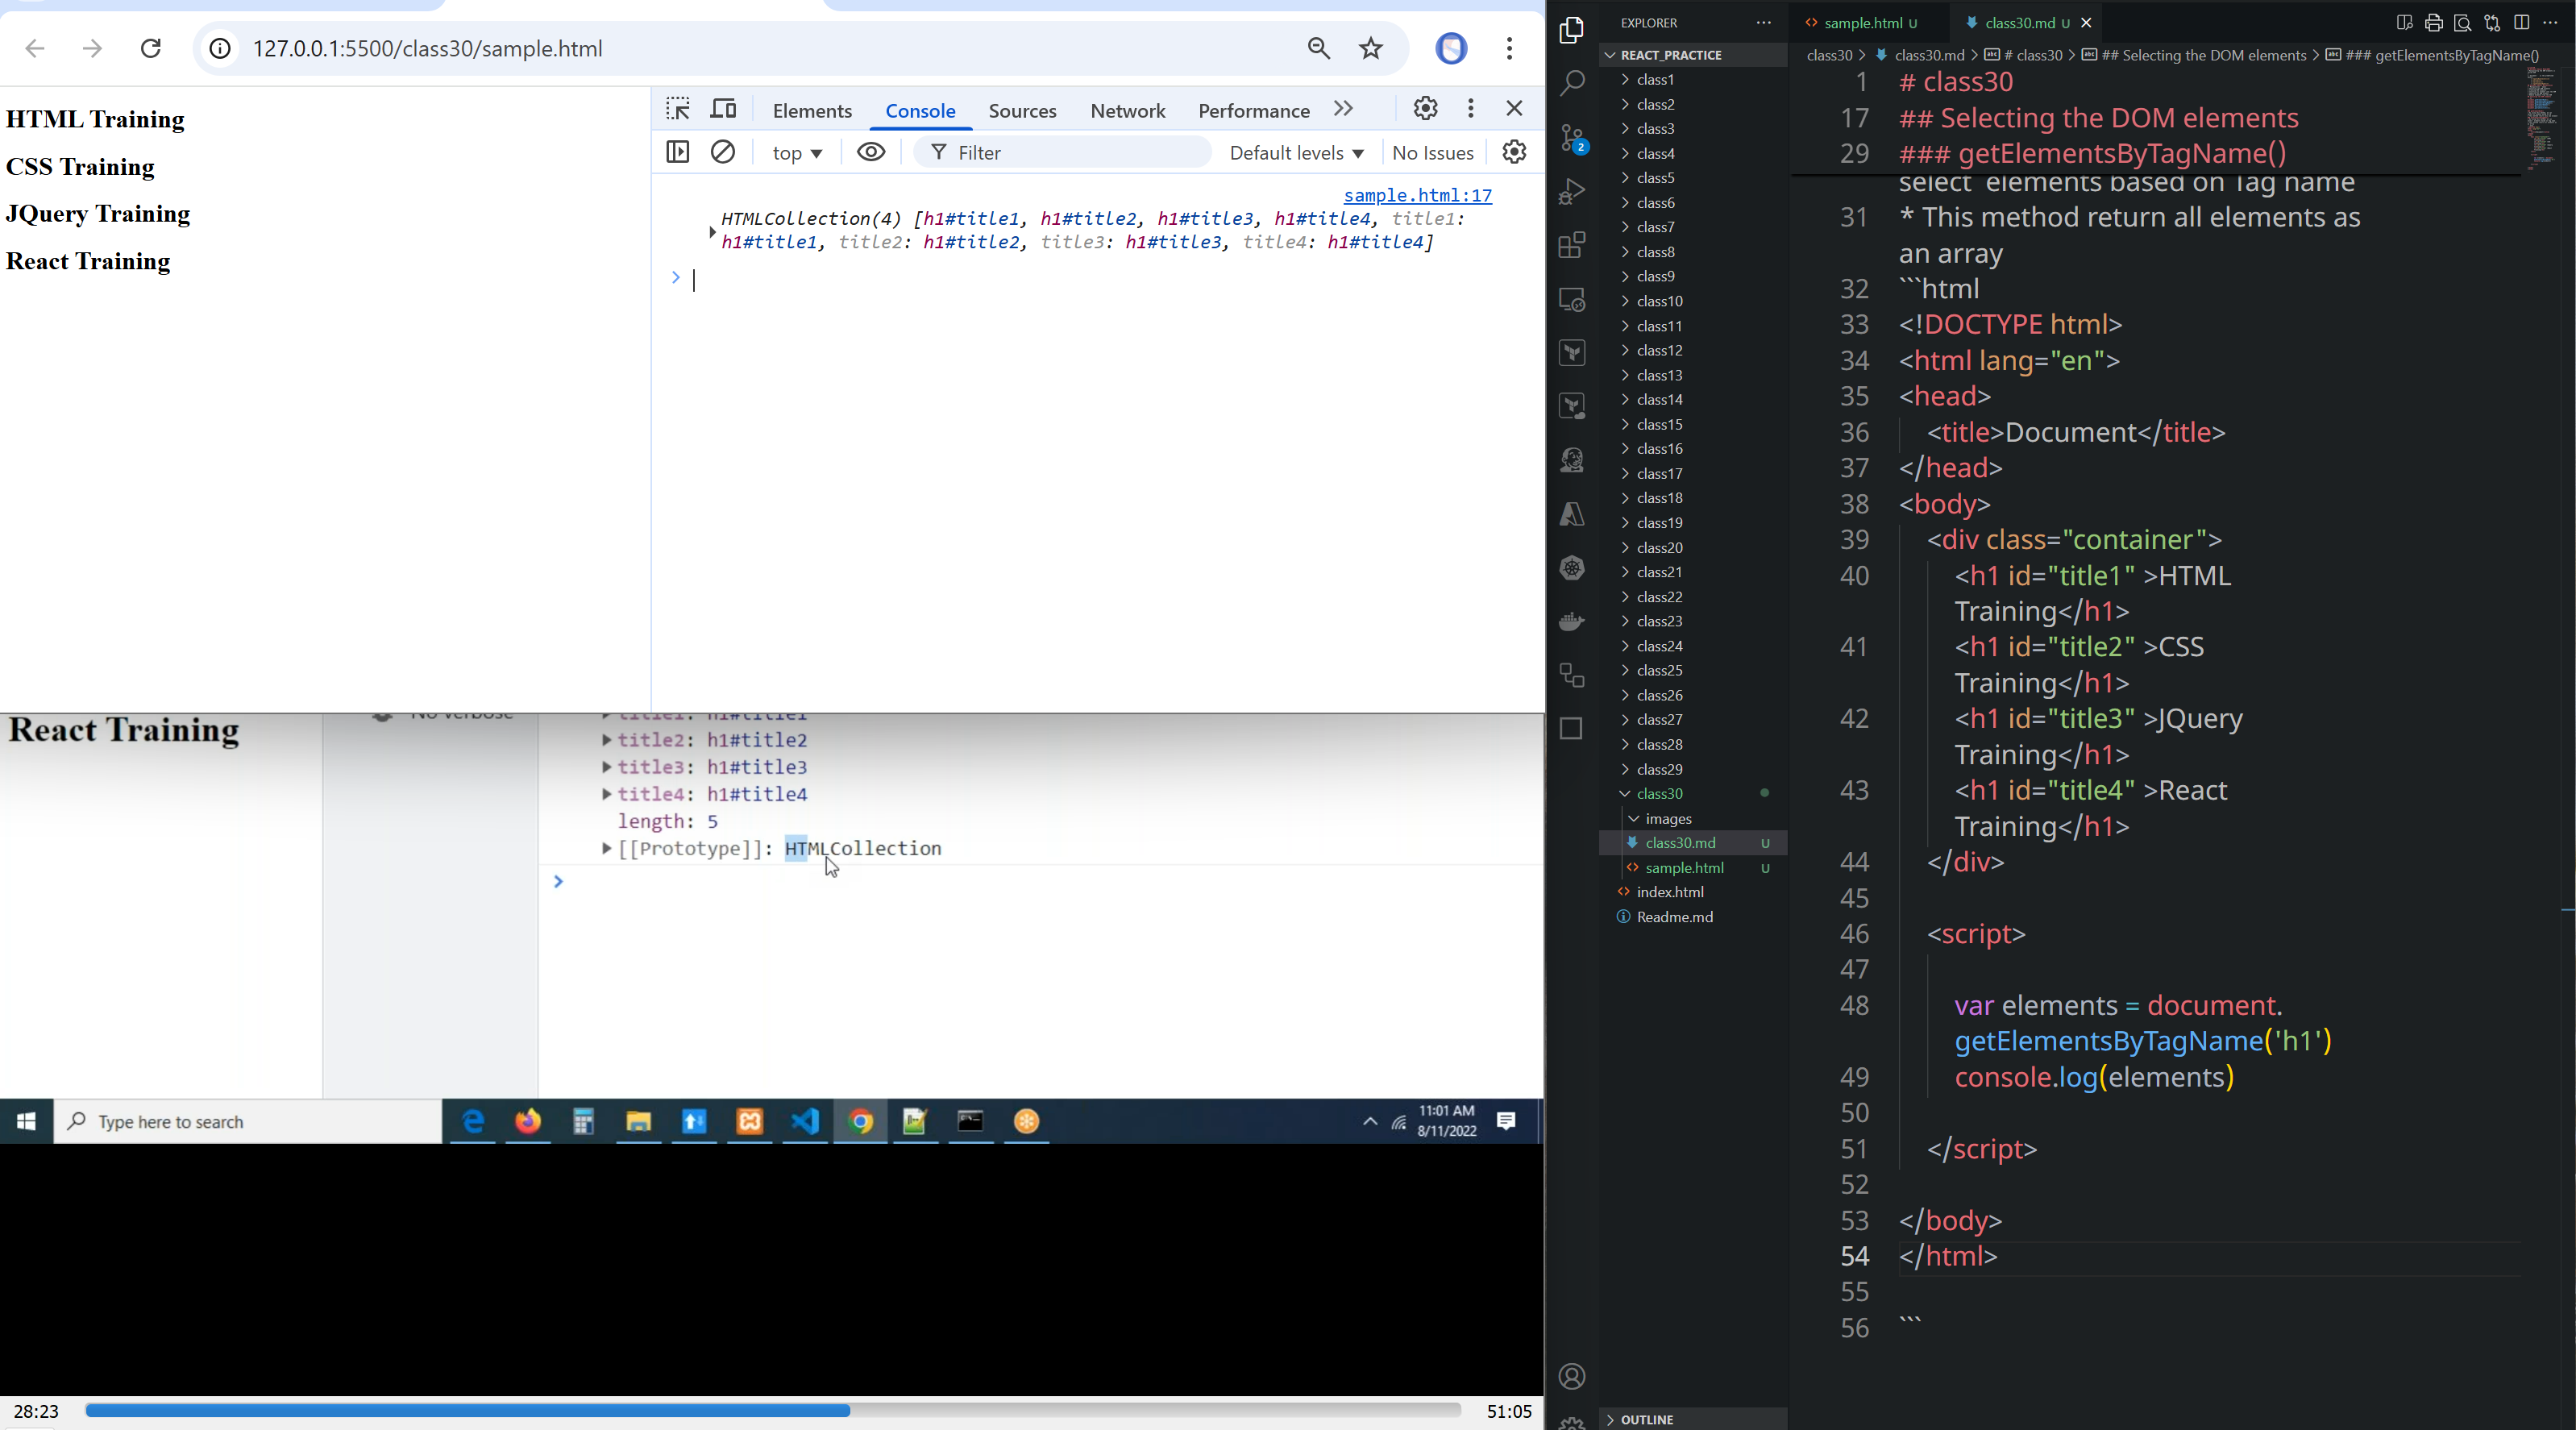 127.0.0.1:5500/class30/sample.html
HTML Training
CSS Training
JQuery Training
React Training
Elements
Console
Sources
Network
Performance
top
Filter
Default levels
No Issues
sample.html:17
HTMLCollection(4) [h1#title1, h1#title2, h1#title3, h1#title4, title1:
h1#title1, title2: h1#title2, title3: h1#title3, title4: h1#title4]
React Training
No verbose
title1: h1#title1
title2: h1#title2
title3: h1#title3
title4: h1#title4
length: 5
[[Prototype]]: HTMLCollection
Type here to search
11:01 AM
8/11/2022
28:23
51:05
EXPLORER
REACT_PRACTICE
class1
class2
class3
class4
class5
class6
class7
class8
class9
class10
class11
class12
class13
class14
class15
class16
class17
class18
class19
class20
class21
class22
class23
class24
class25
class26
class27
class28
class29
class30
images
class30.md U
sample.html U
index.html
Readme.md
OUTLINE
2
sample.html U
class30.md U
class30 > class30.md > # class30 > ## Selecting the DOM elements > ### getElementsByTagName()
1 # class30
17 ## Selecting the DOM elements
29 ### getElementsByTagName()
select elements based on Tag name
31 * This method return all elements as
an array
32 ```html
33 <!DOCTYPE html>
34 <html lang="en">
35 <head>
36 <title>Document</title>
37 </head>
38 <body>
39 <div class="container">
40 <h1 id="title1" >HTML
Training</h1>
41 <h1 id="title2" >CSS
Training</h1>
42 <h1 id="title3" >JQuery
Training</h1>
43 <h1 id="title4" >React
Training</h1>
44 </div>
45
46 <script>
47
48 var elements = document.
getElementsByTagName('h1')
49 console.log(elements)
50
51 </script>
52
53 </body>
54 </html>
55
56 ```